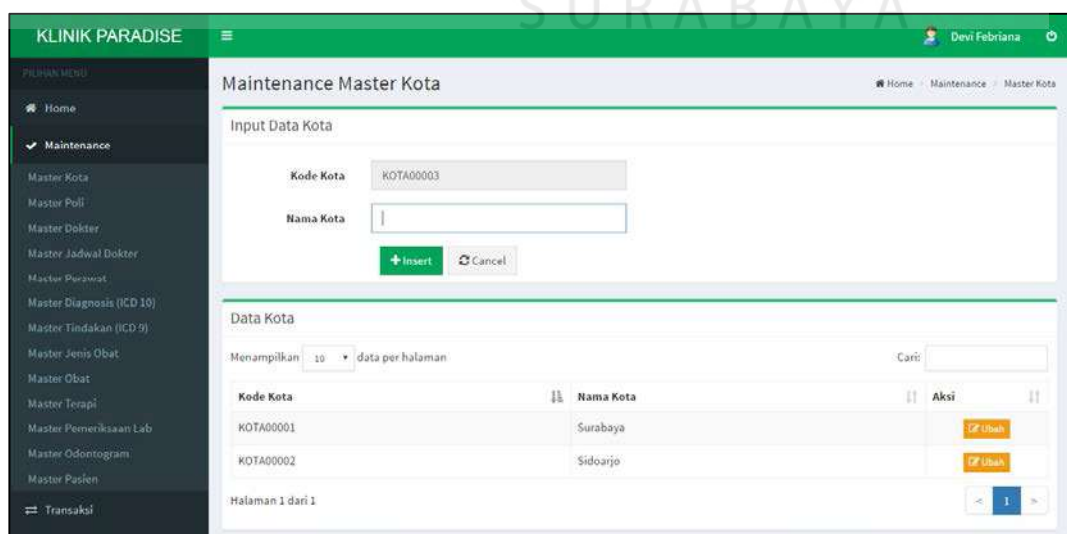 SURABAYA
KLINIK PARADISE
Devi Febriana
PILIHAN MENU
Maintenance Master Kota
Home / Maintenance / Master Kota
Home
Input Data Kota
Maintenance
Kode Kota KOTA00003
Master Kota
Master Poli
Nama Kota
Master Dokter
Master Jadwal Dokter
Insert Cancel
Master Perawat
Master Diagnosis (ICD 10)
Data Kota
Master Tindakan (ICD 9)
Master Jenis Obat
Menampilkan 10 data per halaman Cari:
Master Obat
Kode Kota Nama Kota Aksi
Master Terapi
KOTA00001 Surabaya Ubah
Master Pemeriksaan Lab
Master Odontogram
KOTA00002 Sidoarjo Ubah
Master Pasien
Halaman 1 dari 1 < 1 >
Transaksi